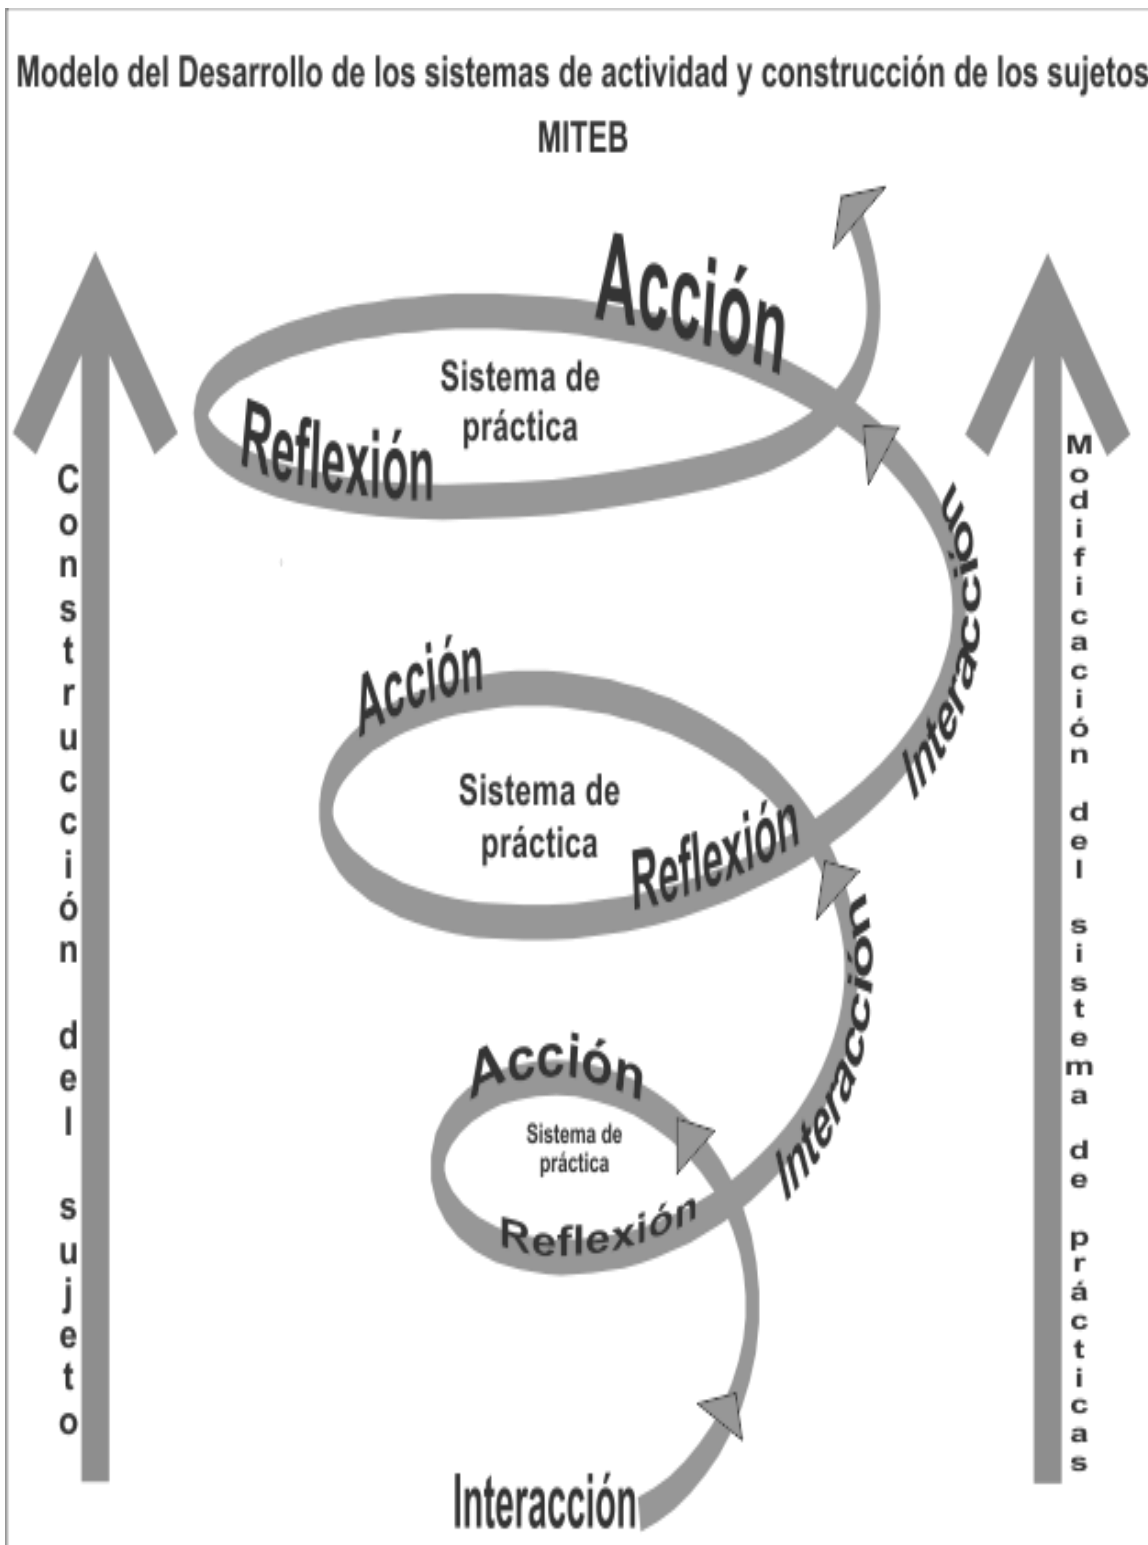 Modelo del Desarrollo de los sistemas de actividad y construcción de los sujetos
MITEB
Acción
Sistema de
práctica
Reflexión
Interacción
Acción
Sistema de
práctica
Reflexión
Interacción
Acción
Sistema de
práctica
Reflexión
Interacción
Construcción del sujeto
Modificación del sistema de prácticas